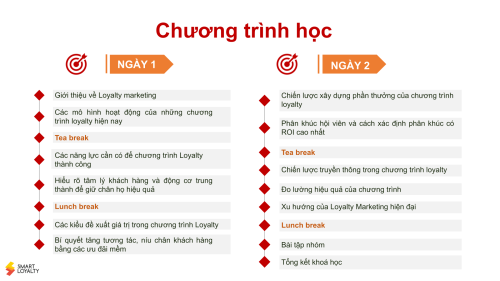 Chương trình học
NGÀY 1
Giới thiệu về Loyalty marketing
Các mô hình hoạt động của những chương
trình loyalty hiện nay
Tea break
Các năng lực cần có để chương trình Loyalty
thành công
Hiểu rõ tâm lý khách hàng và động cơ trung
thành để giữ chân họ hiệu quả
Lunch break
Các kiểu đề xuất giá trị trong chương trình Loyalty
Bí quyết tăng tương tác, níu chân khách hàng
bằng các ưu đãi mềm
NGÀY 2
Chiến lược xây dựng phần thưởng của chương trình
loyalty
Phân khúc hội viên và cách xác định phân khúc có
ROI cao nhất
Tea break
Chiến lược truyền thông trong chương trình loyalty
Đo lường hiệu quả của chương trình
Xu hướng của Loyalty Marketing hiện đại
Lunch break
Bài tập nhóm
Tổng kết khoá học
SMART
LOYALTY